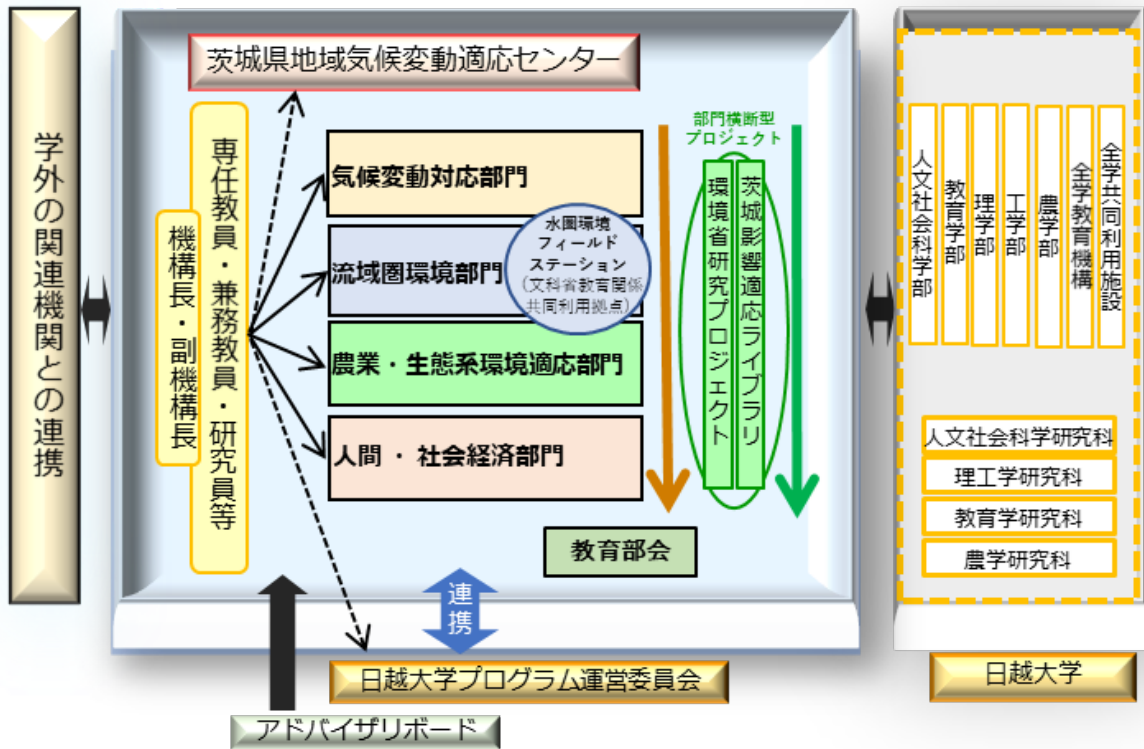 学外の関連機関との連携
茨城県地域気候変動適応センター
機構長・副機構長
専任教員・兼務教員・研究員等
気候変動対応部門
流域圏環境部門
水圏環境
フィールド
ステーション
（文科省教育関係
共同利用拠点）
農業・生態系環境適応部門
人間 ・ 社会経済部門
部門横断型
プロジェクト
環境省研究プロジェクト
茨城影響適応ライブラリ
教育部会
連携
日越大学プログラム運営委員会
アドバイザリボード
人文社会科学部
教育学部
理学部
工学部
農学部
全学教育機構
全学共同利用施設
人文社会科学研究科
理工学研究科
教育学研究科
農学研究科
日越大学